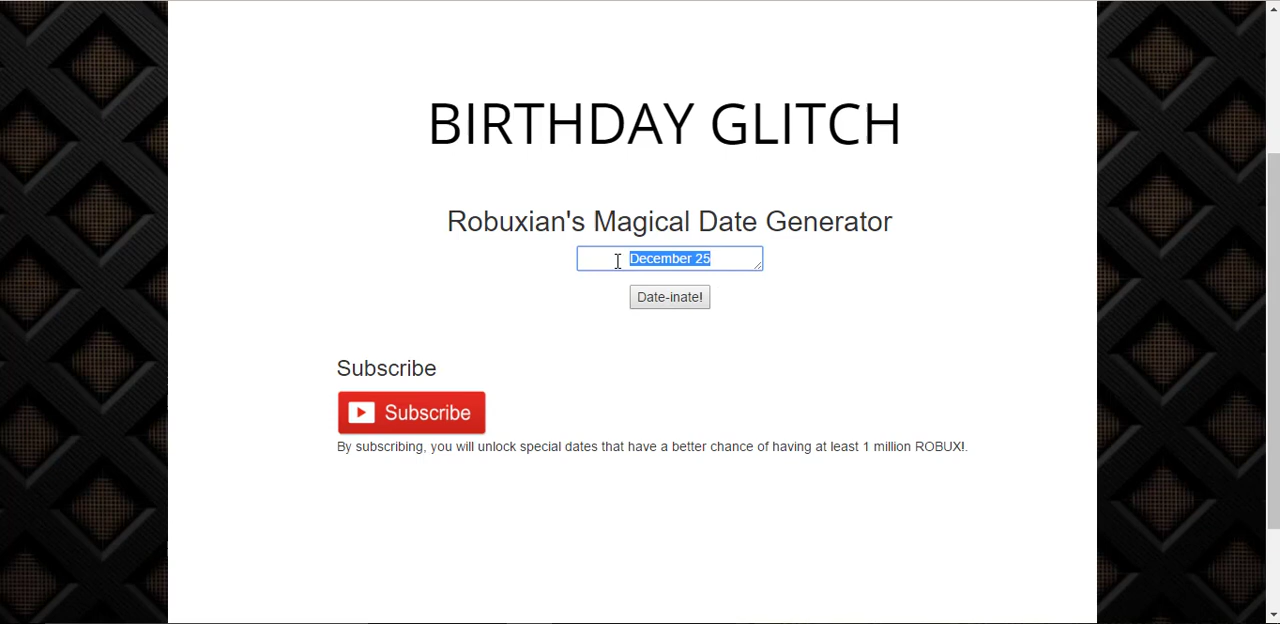 BIRTHDAY GLITCH
Robuxian's Magical Date Generator
December 25
Date-inate!
Subscribe
Subscribe
By subscribing, you will unlock special dates that have a better chance of having at least 1 million ROBUX!.